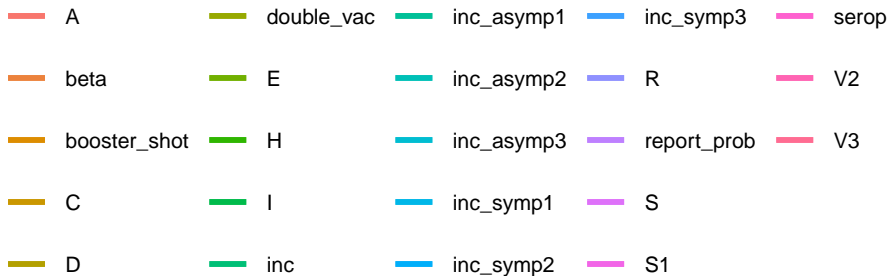 A double_vac inc_asymp1 inc_symp3 serop
beta E inc_asymp2 R V2
booster_shot H inc_asymp3 report_prob V3
C I inc_symp1 S
D inc inc_symp2 S1